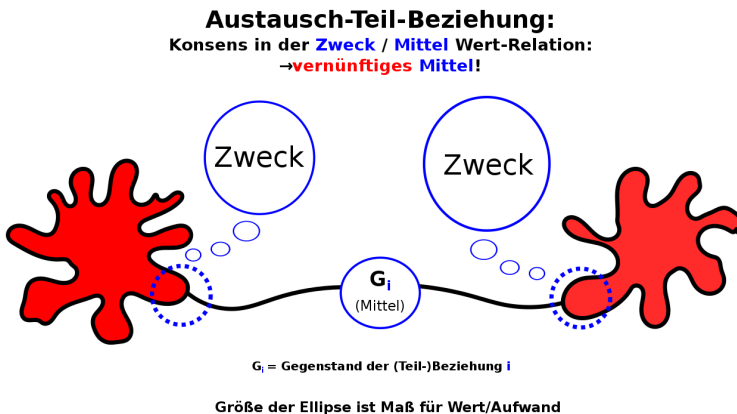 Austausch-Teil-Beziehung:
Konsens in der Zweck / Mittel Wert-Relation:
→vernünftiges Mittel!
Zweck
Zweck
Gi
(Mittel)
Gi = Gegenstand der (Teil-)Beziehung i
Größe der Ellipse ist Maß für Wert/Aufwand